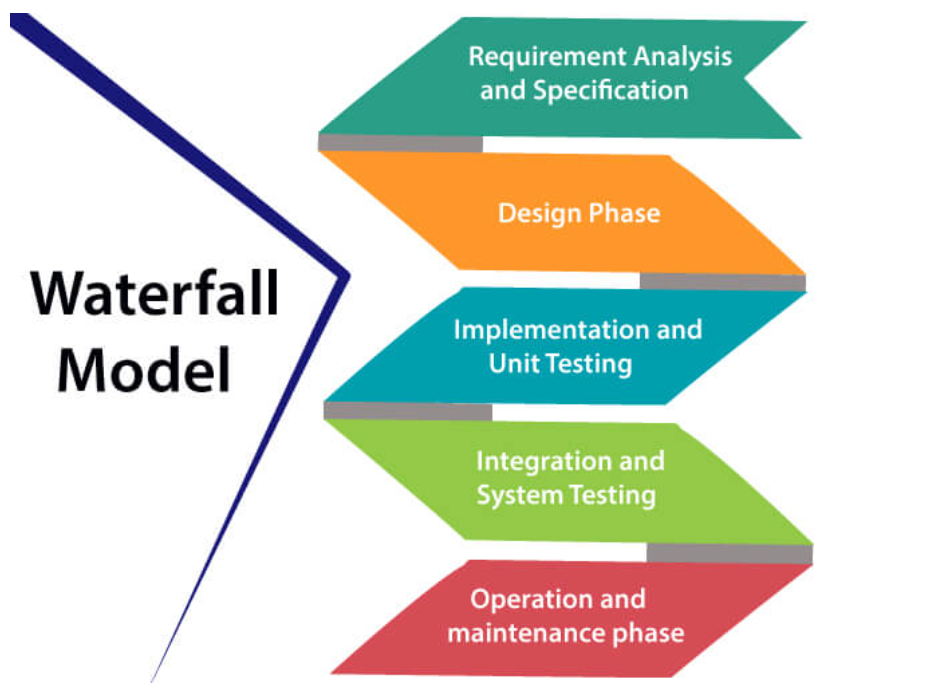 Waterfall
Model
Requirement Analysis
and Specification
Design Phase
Implementation and
Unit Testing
Integration and
System Testing
Operation and
maintenance phase